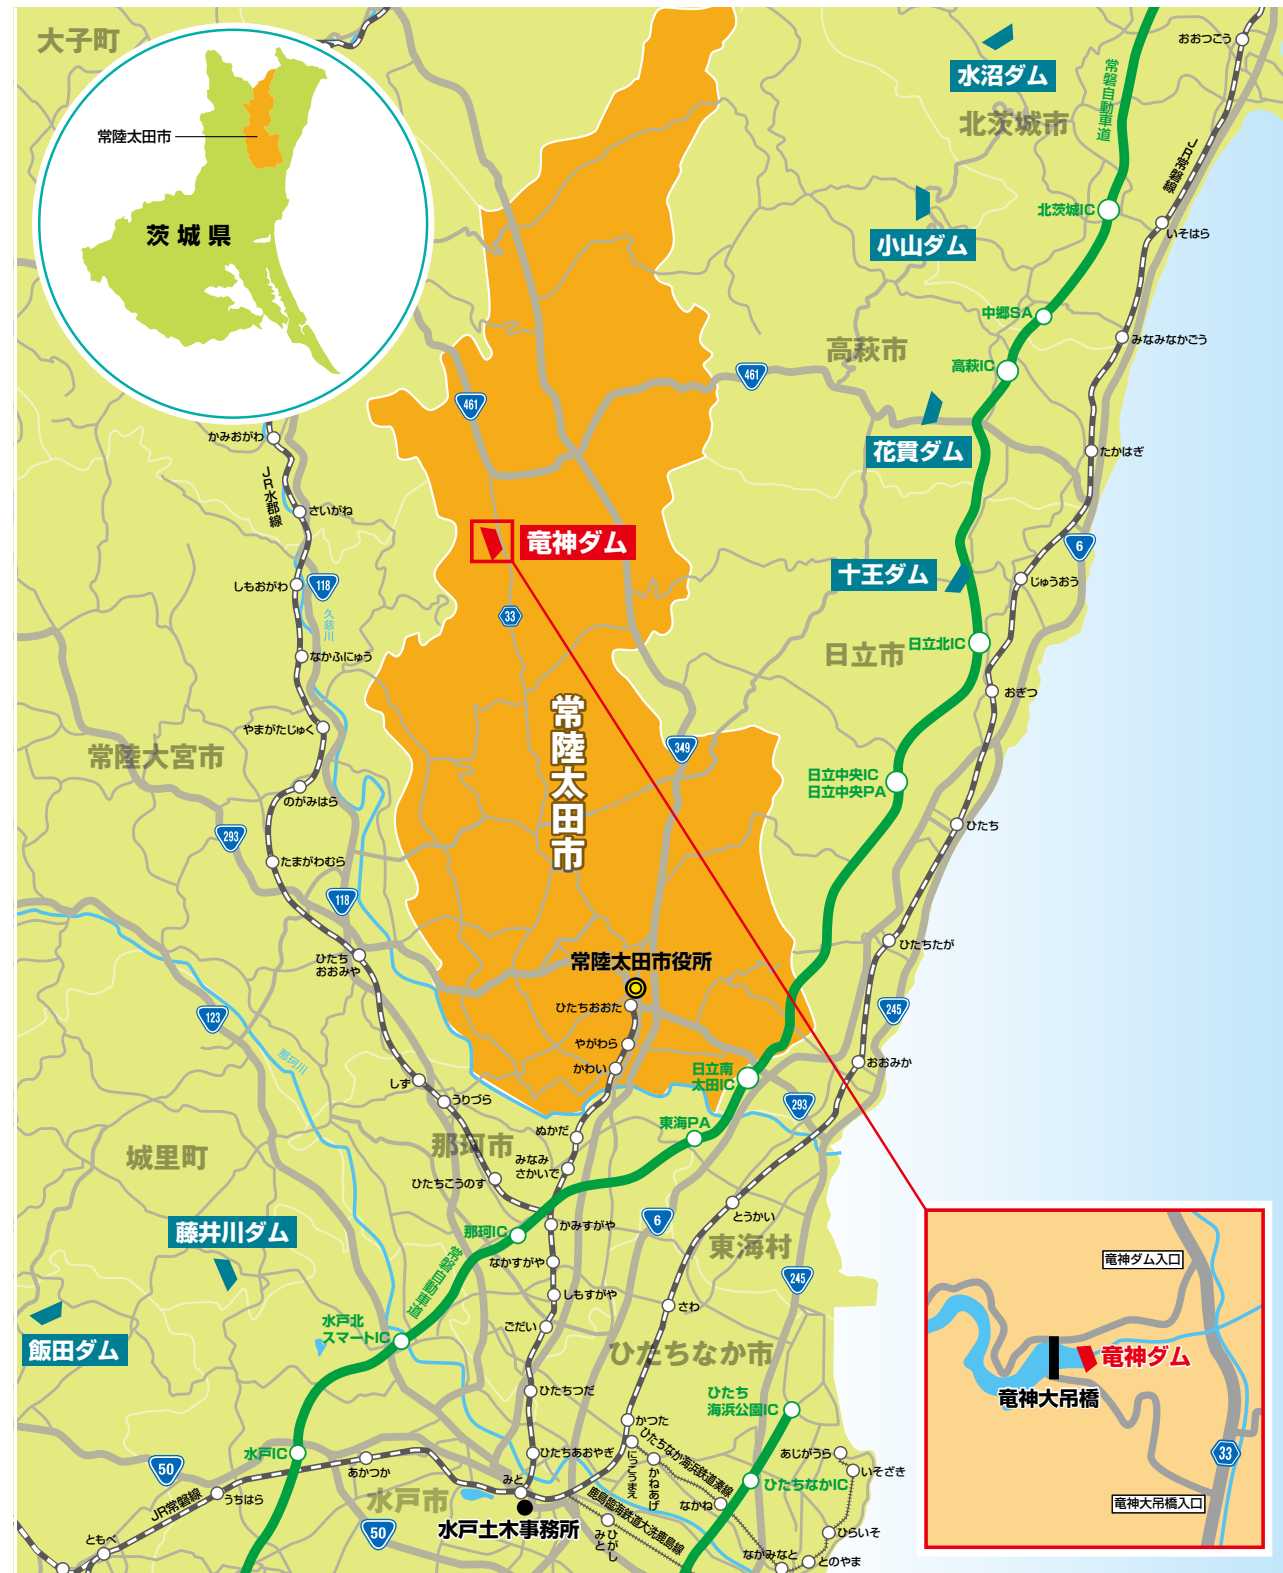 大子町
常陸太田市
茨城県
水沼ダム
北茨城市
常磐自動車道
おおつこう
JR常磐線
北茨城IC
いそはら
小山ダム
中郷SA
高萩市
高萩IC
みなみなかごう
461
461
花貫ダム
たかはぎ
かみおがわ
JR水郡線
さいがね
しもおがわ
118
久慈川
なかふにゅう
竜神ダム
33
十王ダム
6
じゅうおう
日立市
日立北IC
おぎつ
常陸太田市
349
やまがたじゅく
常陸大宮市
のがみはら
293
たまがわむら
118
日立中央IC
日立中央PA
ひたち
ひたち
おおみや
ひたちたが
常陸太田市役所
ひたちおおた
やがわら
かわい
123
那珂川
245
おおみか
しず
うりづら
日立南
太田IC
293
東海PA
ぬかだ
那珂市
みなみ
さかいで
ひたちこうのす
城里町
藤井川ダム
那珂IC
かみすがや
6
とうかい
東海村
245
なかすがや
常磐自動車道
しもすがや
さわ
飯田ダム
水戸北
スマートIC
ごだい
ひたちなか市
ひたちつだ
ひたち
海浜公園IC
かつた
水戸IC
ひたちあおやぎ
にっこうまえ
ひたちなか海浜鉄道湊線
かねあげ
あじがうら
いそざき
50
あかつか
みと
なかね
ひたちなかIC
うちはら
JR常磐線
水戸市
水戸土木事務所
鹿島臨海鉄道大洗鹿島線
ひがし
みと
50
ともべ
ひらいそ
なかみなと
とのやま
竜神ダム入口
竜神ダム
竜神大吊橋
33
竜神大吊橋入口